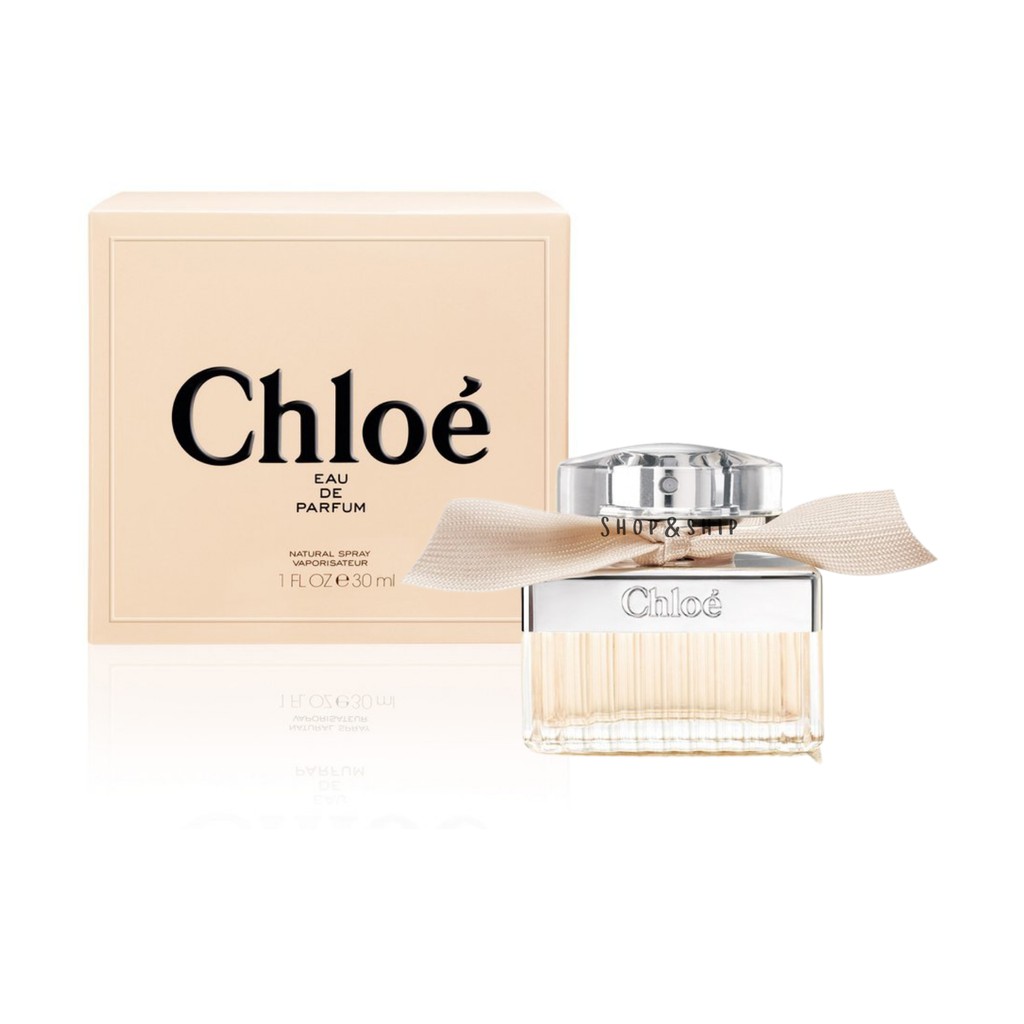 Chloé
EAU
DE
PARFUM
NATURAL SPRAY
VAPORISATEUR
1 FL OZ e 30 ml
SHOP&SHIP
Chloé